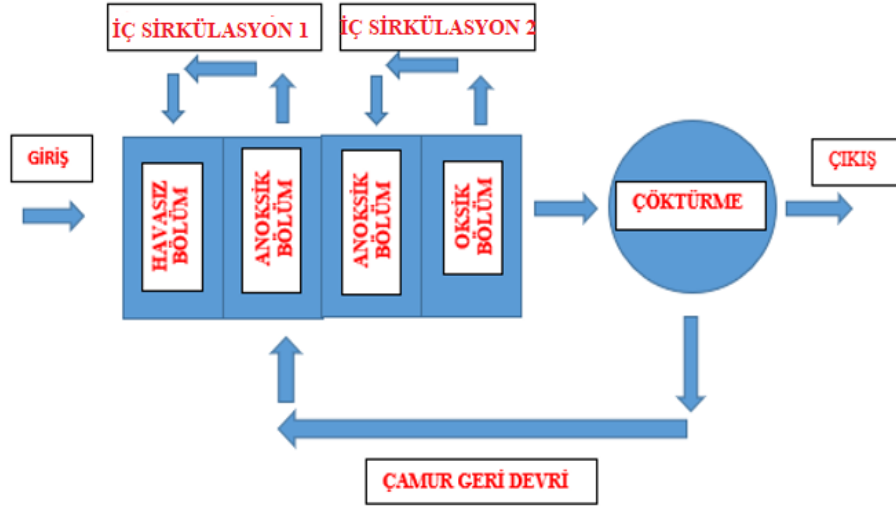 İÇ SİRKÜLASYON 1
İÇ SİRKÜLASYON 2
GİRİŞ
HAVASIZ
BÖLÜM
ANOKSİK
BÖLÜM
ANOKSİK
BÖLÜM
OKSİK
BÖLÜM
ÇÖKTÜRME
ÇIKIŞ
ÇAMUR GERİ DEVRİ